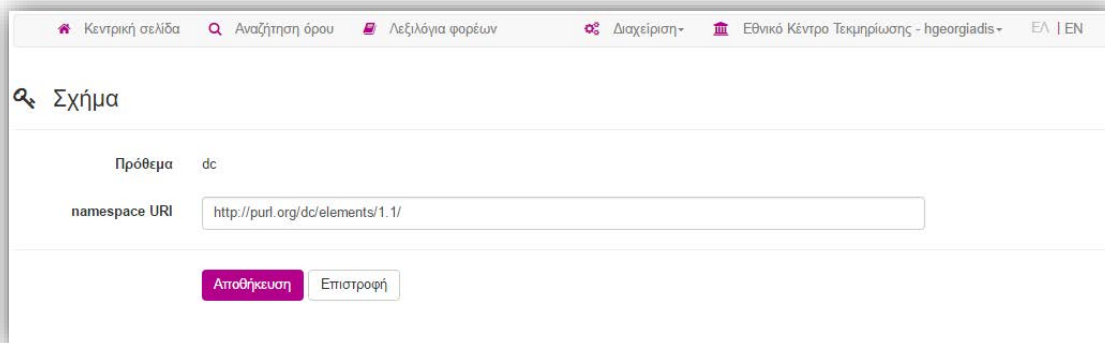 Κεντρική σελίδα Αναζήτηση όρου Λεξιλόγια φορέων Διαχείριση Εθνικό Κέντρο Τεκμηρίωσης - hgeorgiadis ΕΛ | EN
Σχήμα
Πρόθεμα dc
namespace URI http://purl.org/dc/elements/1.1/
Αποθήκευση Επιστροφή